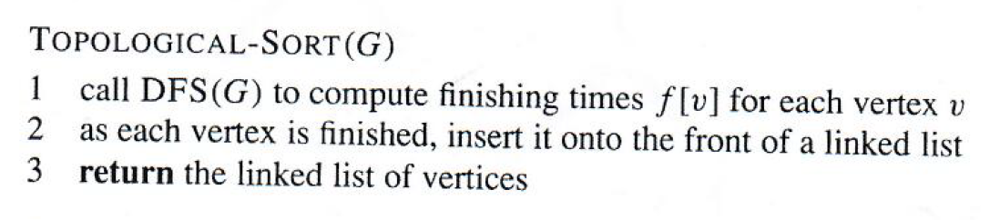 TOPOLOGICAL-SORT(G)
1 call DFS(G) to compute finishing times f[v] for each vertex v
2 as each vertex is finished, insert it onto the front of a linked list
3 return the linked list of vertices